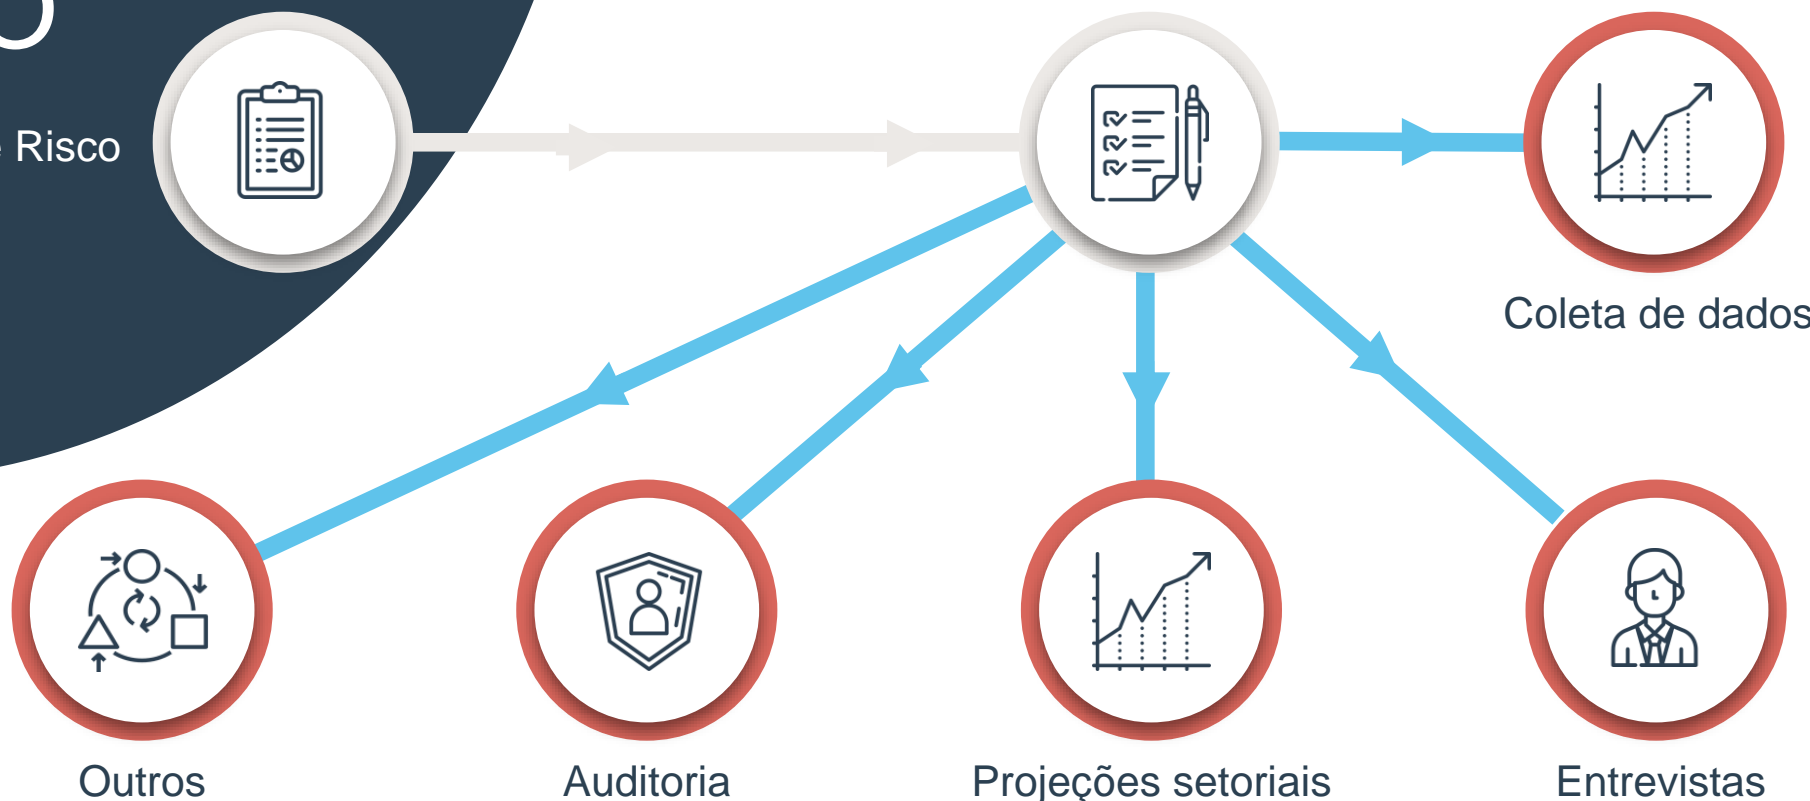 Risco
Coleta de dados
Outros
Auditoria
Projeções setoriais
Entrevistas